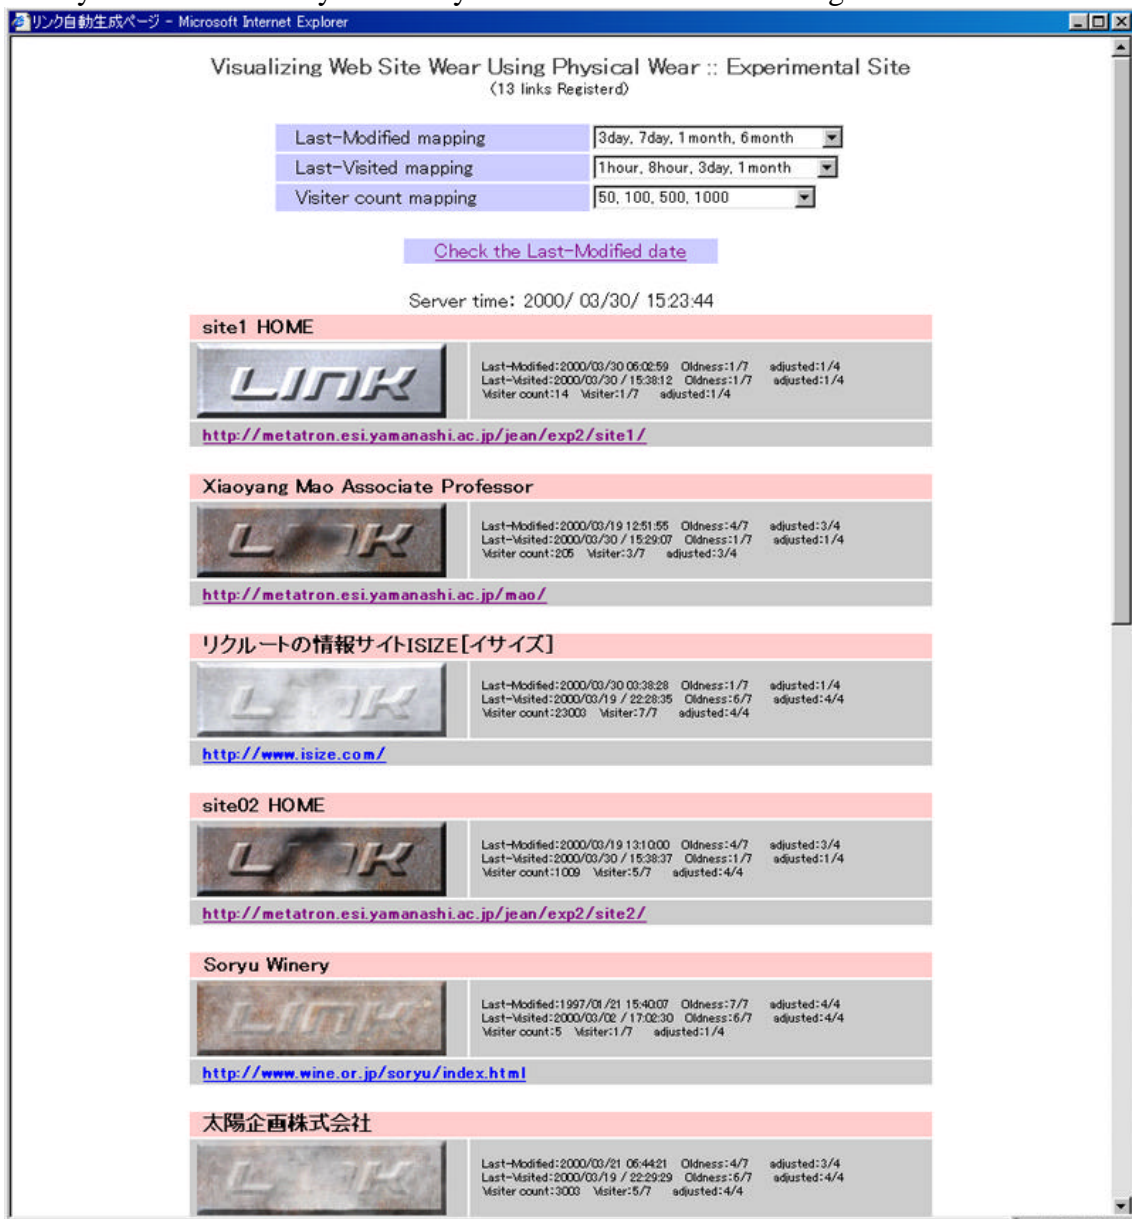 リンク自動生成ページ - Microsoft Internet Explorer
Visualizing Web Site Wear Using Physical Wear :: Experimental Site
(13 links Registerd)
Last-Modified mapping 3day, 7day, 1month, 6month
Last-Visited mapping 1hour, 8hour, 3day, 1month
Visiter count mapping 50, 100, 500, 1000
Check the Last-Modified date
Server time: 2000/ 03/30/ 15:23:44
site1 HOME
LINK
Last-Modified:2000/03/30 06:02:59 Oldness:1/7 adjusted:1/4
Last-Visited:2000/03/30 / 15:38:12 Oldness:1/7 adjusted:1/4
Visiter count:14 Visiter:1/7 adjusted:1/4
http://metatron.esi.yamanashi.ac.jp/jean/exp2/site1/
Xiaoyang Mao Associate Professor
LINK
Last-Modified:2000/03/19 12:51:55 Oldness:4/7 adjusted:3/4
Last-Visited:2000/03/30 / 15:29:07 Oldness:1/7 adjusted:1/4
Visiter count:205 Visiter:3/7 adjusted:3/4
http://metatron.esi.yamanashi.ac.jp/mao/
リクルートの情報サイトISIZE[イサイズ]
LINK
Last-Modified:2000/03/30 03:38:28 Oldness:1/7 adjusted:1/4
Last-Visited:2000/03/19 / 22:28:35 Oldness:6/7 adjusted:4/4
Visiter count:23003 Visiter:7/7 adjusted:4/4
http://www.isize.com/
site02 HOME
LINK
Last-Modified:2000/03/19 13:10:00 Oldness:4/7 adjusted:3/4
Last-Visited:2000/03/30 / 15:38:37 Oldness:1/7 adjusted:1/4
Visiter count:1009 Visiter:5/7 adjusted:4/4
http://metatron.esi.yamanashi.ac.jp/jean/exp2/site2/
Soryu Winery
LINK
Last-Modified:1997/01/21 15:40:07 Oldness:7/7 adjusted:4/4
Last-Visited:2000/03/02 / 17:02:30 Oldness:6/7 adjusted:4/4
Visiter count:5 Visiter:1/7 adjusted:1/4
http://www.wine.or.jp/soryu/index.html
太陽企画株式会社
LINK
Last-Modified:2000/03/21 06:44:21 Oldness:4/7 adjusted:3/4
Last-Visited:2000/03/19 / 22:29:29 Oldness:6/7 adjusted:4/4
Visiter count:3003 Visiter:5/7 adjusted:4/4